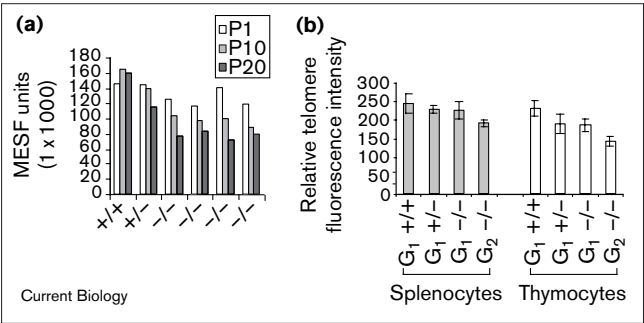 (a)
P1
P10
P20
MESF units
(1 x 1000)
180
160
140
120
100
80
60
40
20
0
+/+
+/–
–/–
–/–
–/–
–/–
(b)
Relative telomere
fluorescence intensity
300
250
200
150
100
50
0
G1 +/+
G1 +/–
G1 –/–
G2 –/–
G1 +/+
G1 +/–
G1 –/–
G2 –/–
Splenocytes
Thymocytes
Current Biology